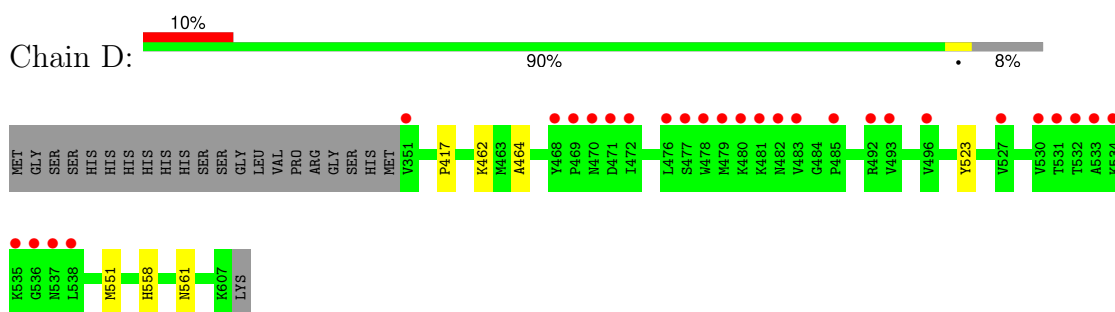 10%
Chain D:
90%
•
8%
MET GLY SER SER HIS HIS HIS HIS HIS HIS SER SER GLY LEU VAL PRO ARG GLY SER HIS MET V351 P417 K462 M463 A464 Y468 P469 N470 D471 I472 L476 S477 W478 M479 K480 K481 N482 V483 G484 P485 R492 V493 V496 Y523 V527 V530 T531 T532 A533 K534
K535 G536 N537 L538 M551 H558 N561 K607 LYS